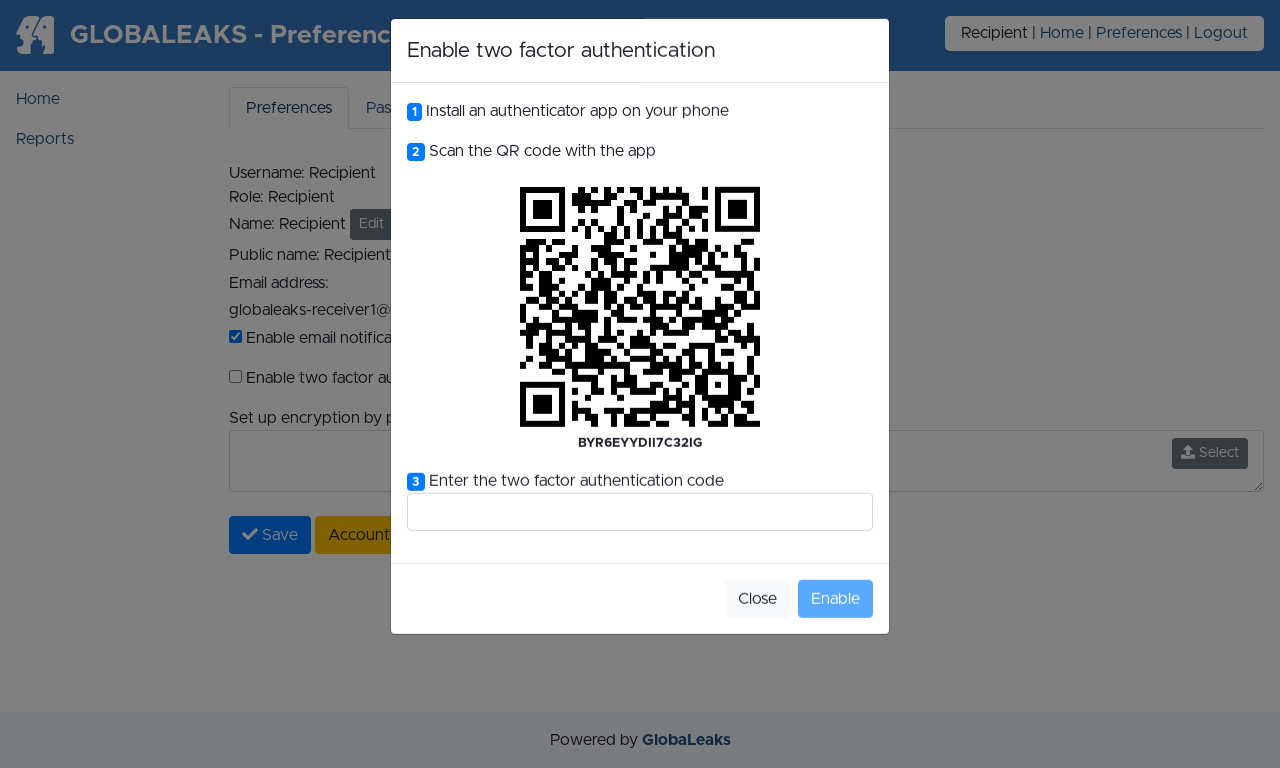 GLOBALEAKS - Preferenc
Recipient | Home | Preferences | Logout
Home
Reports
Preferences
Pas
Username: Recipient
Role: Recipient
Name: Recipient Edit
Public name: Recipient
Email address:
globaleaks-receiver1@
Enable email notifica
Enable two factor au
Set up encryption by p
Select
Save
Account
Enable two factor authentication
1 Install an authenticator app on your phone
2 Scan the QR code with the app
BYR6EYYDII7C32IG
3 Enter the two factor authentication code
Close
Enable
Powered by GlobaLeaks